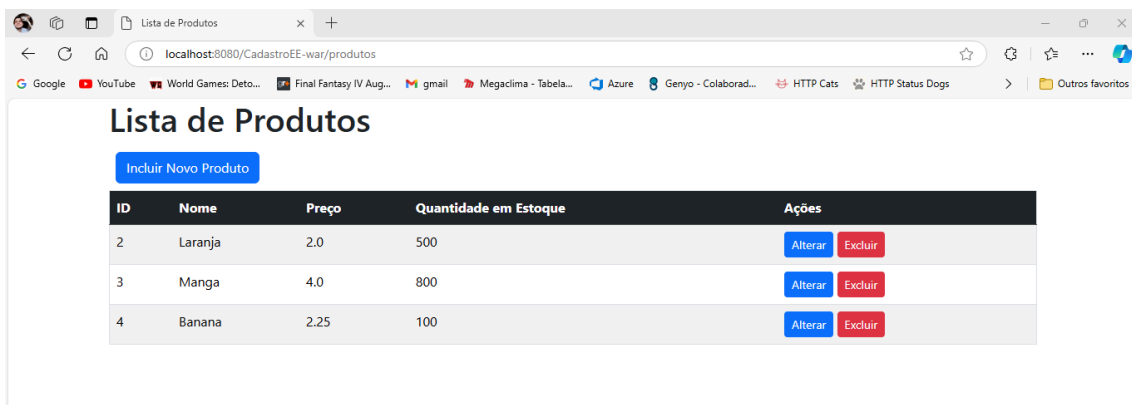 Lista de Produtos
localhost:8080/CadastroEE-war/produtos
Google YouTube World Games: Deto... Final Fantasy IV Aug... gmail Megaclima - Tabela... Azure Genyo - Colaborad... HTTP Cats HTTP Status Dogs Outros favoritos
Lista de Produtos
Incluir Novo Produto
ID Nome Preço Quantidade em Estoque Ações
2 Laranja 2.0 500 Alterar Excluir
3 Manga 4.0 800 Alterar Excluir
4 Banana 2.25 100 Alterar Excluir